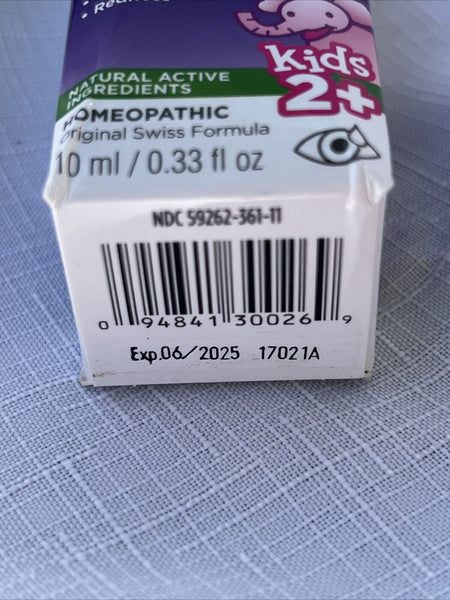 Kids
2+
NATURAL ACTIVE
INGREDIENTS
HOMEOPATHIC
Original Swiss Formula
10 ml / 0.33 fl oz
NDC 59262-361-11
0 94841 30026 9
Exp.06/2025 17021A